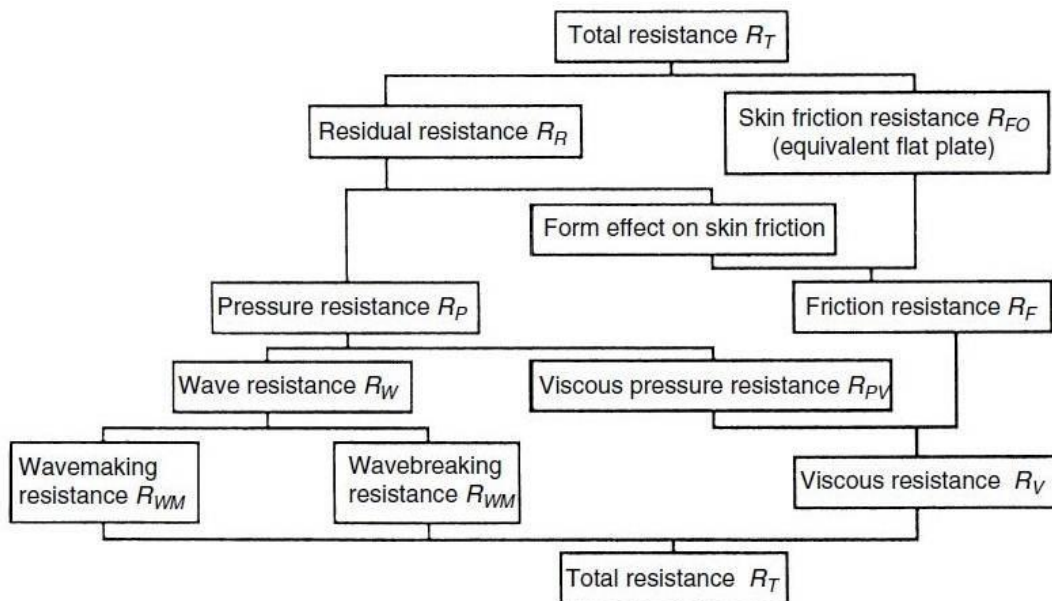 Total resistance R_T
Residual resistance R_R
Skin friction resistance R_FO
(equivalent flat plate)
Form effect on skin friction
Pressure resistance R_P
Friction resistance R_F
Wave resistance R_W
Viscous pressure resistance R_PV
Wavemaking
resistance R_WM
Wavebreaking
resistance R_WM
Viscous resistance R_V
Total resistance R_T